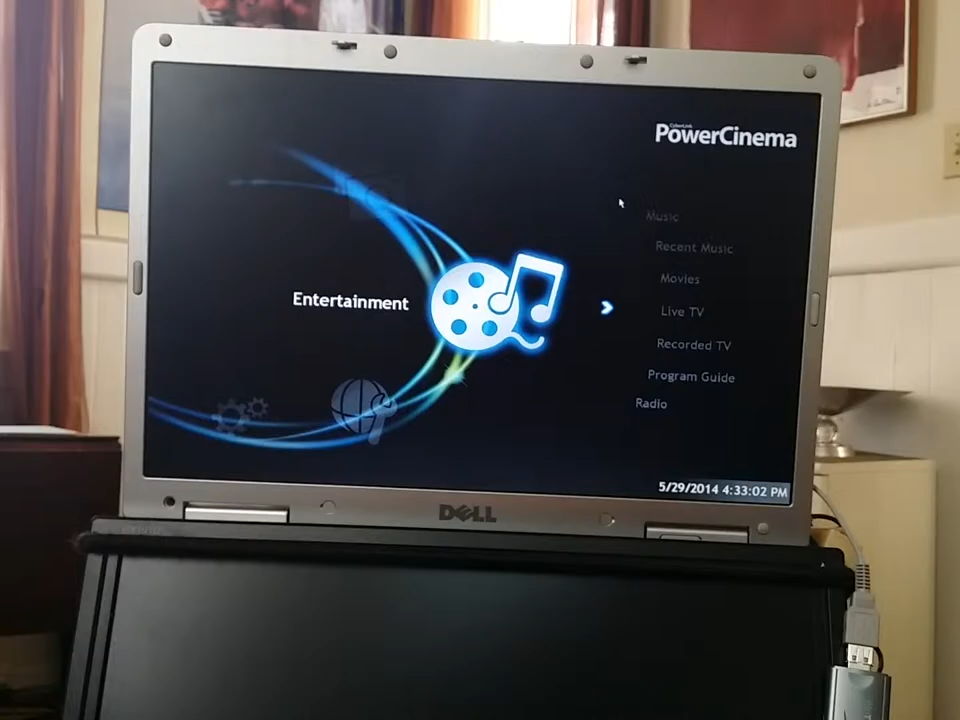 CyberLink
PowerCinema
Music
Recent Music
Movies
Entertainment
Live TV
Recorded TV
Program Guide
Radio
5/29/2014 4:33:02 PM
DELL